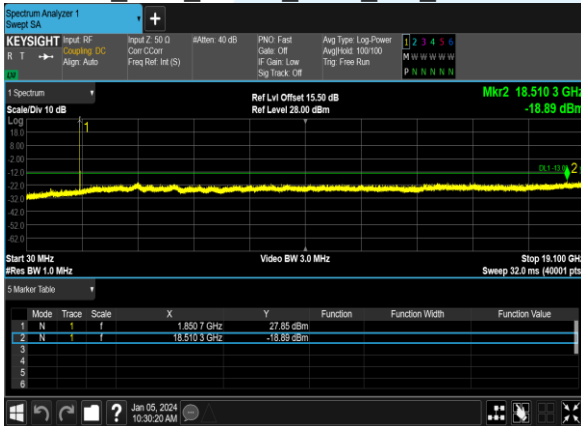 Spectrum Analyzer 1
Swept SA
+
KEYSIGHT Input: RF Input Z: 50 Ω #Atten: 40 dB PNO: Fast Avg Type: Log-Power 1 2 3 4 5 6
R T Coupling: DC Corr CCorr Gate: Off Avg|Hold: 100/100 M W W W W W
Align: Auto Freq Ref: Int (S) IF Gain: Low Trig: Free Run
LW Sig Track: Off P N N N N N
1 Spectrum Ref Lvl Offset 15.50 dB Mkr2 18.510 3 GHz
Scale/Div 10 dB Ref Level 28.00 dBm -18.89 dBm
Log
1
18.0
8.00
-2.00
-12.0 DL1 -13.00 2
-22.0
-32.0
-42.0
-52.0
-62.0
Start 30 MHz Video BW 3.0 MHz Stop 19.100 GHz
#Res BW 1.0 MHz Sweep 32.0 ms (40001 pts
5 Marker Table
Mode Trace Scale X Y Function Function Width Function Value
1 N 1 f 1.850 7 GHz 27.85 dBm
2 N 1 f 18.510 3 GHz -18.89 dBm
3
4
5
6
? Jan 05, 2024
10:30:20 AM